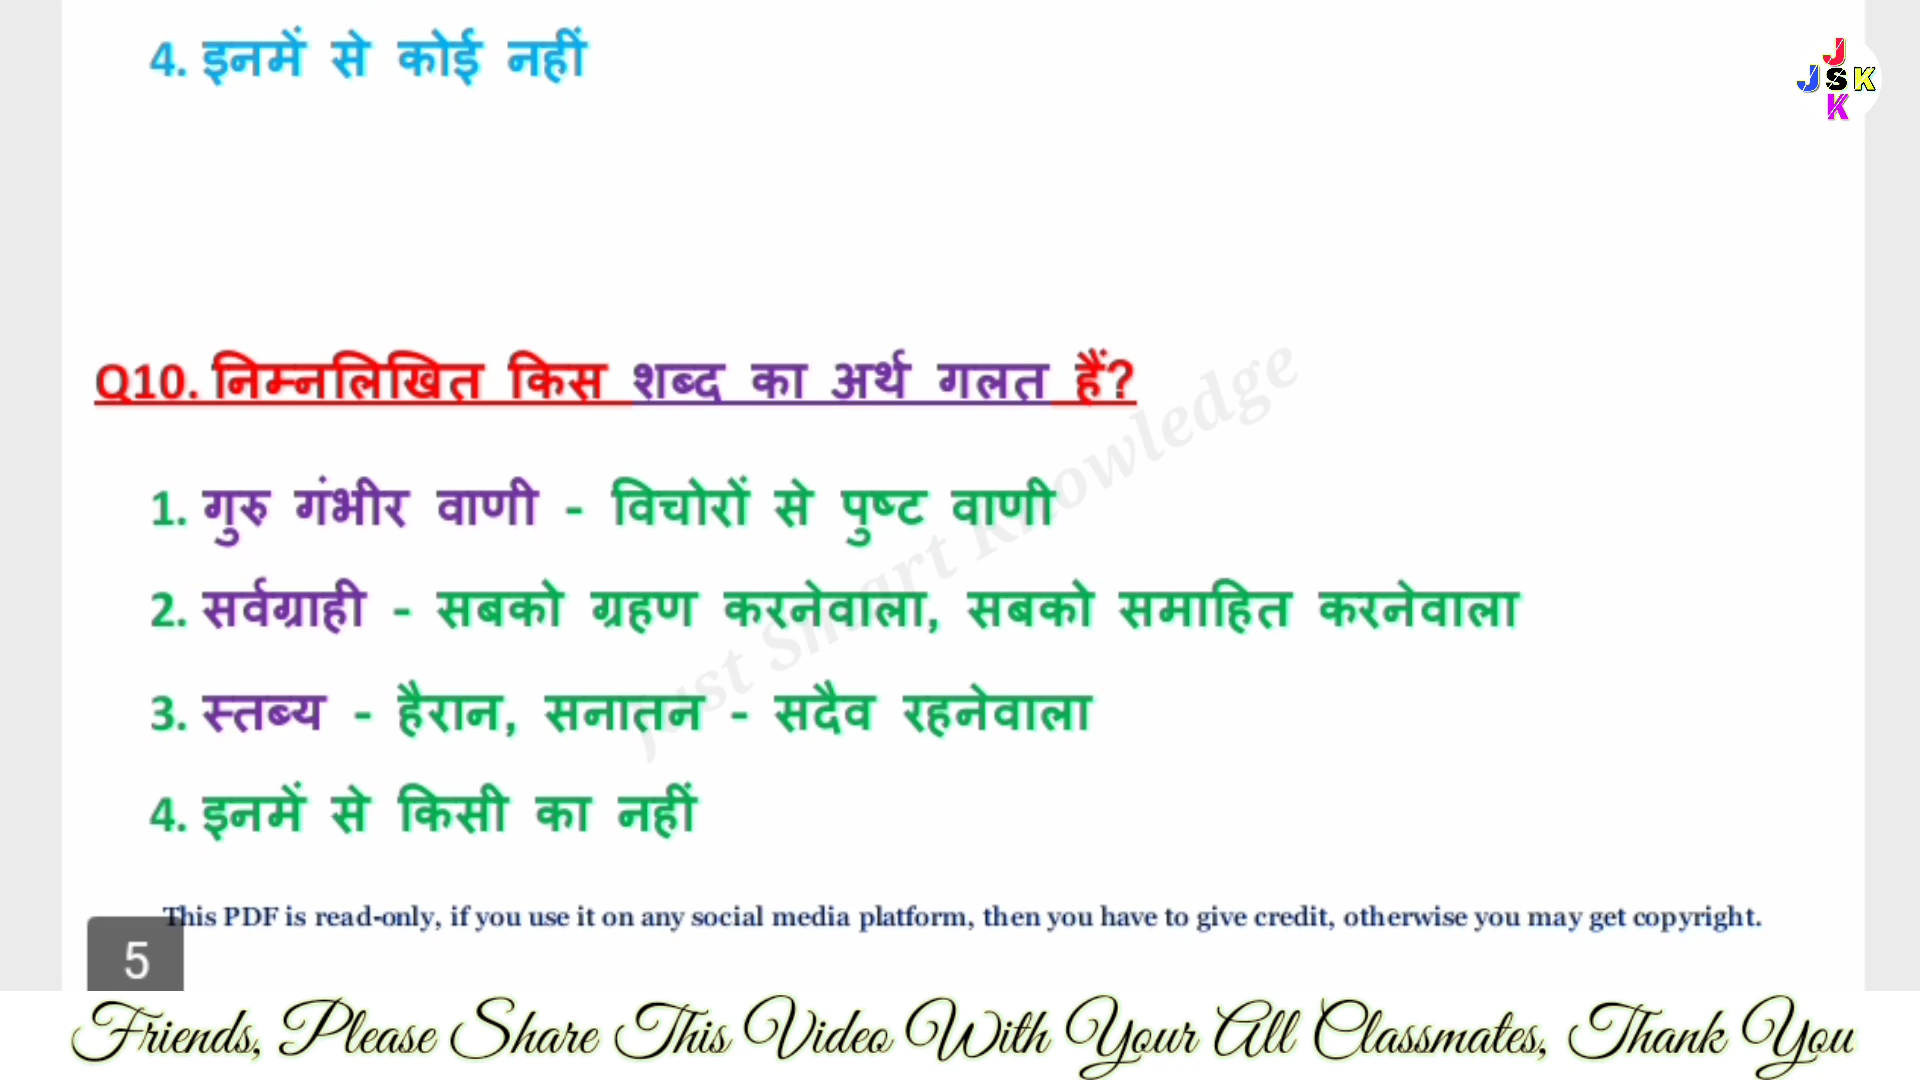 4. इनमें से कोई नहीं
J
J S K
K
Q10. निम्नलिखित किस शब्द का अर्थ गलत हैं?
1. गुरु गंभीर वाणी - विचोरों से पुष्ट वाणी
2. सर्वग्राही - सबको ग्रहण करनेवाला, सबको समाहित करनेवाला
3. स्तब्य - हैरान, सनातन - सदैव रहनेवाला
4. इनमें से किसी का नहीं
Just Smart Knowledge
This PDF is read-only, if you use it on any social media platform, then you have to give credit, otherwise you may get copyright.
5
Friends, Please Share This Video With Your All Classmates, Thank You